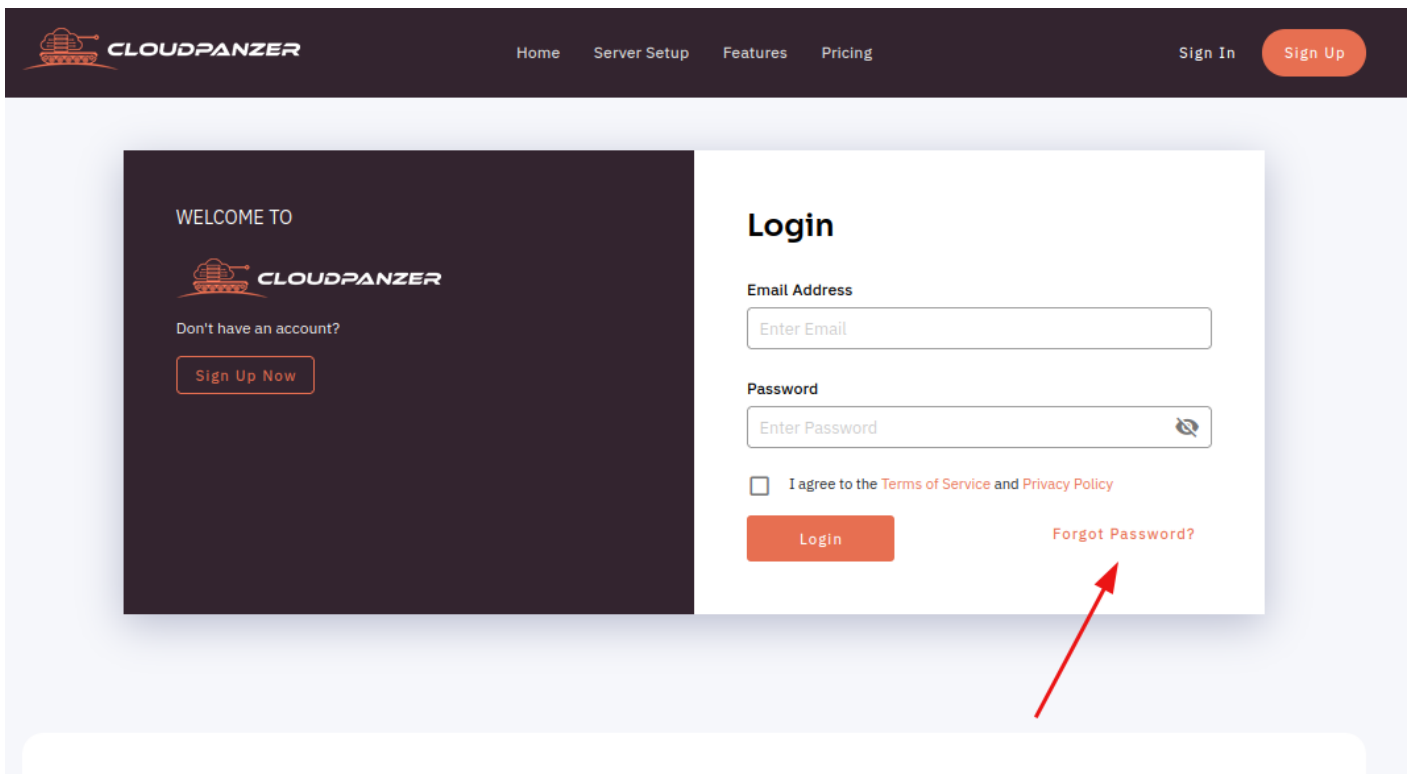 CLOUDPANZER
Home Server Setup Features Pricing
Sign In Sign Up
WELCOME TO
CLOUDPANZER
Don't have an account?
Sign Up Now
Login
Email Address
Enter Email
Password
Enter Password
I agree to the Terms of Service and Privacy Policy
Login Forgot Password?